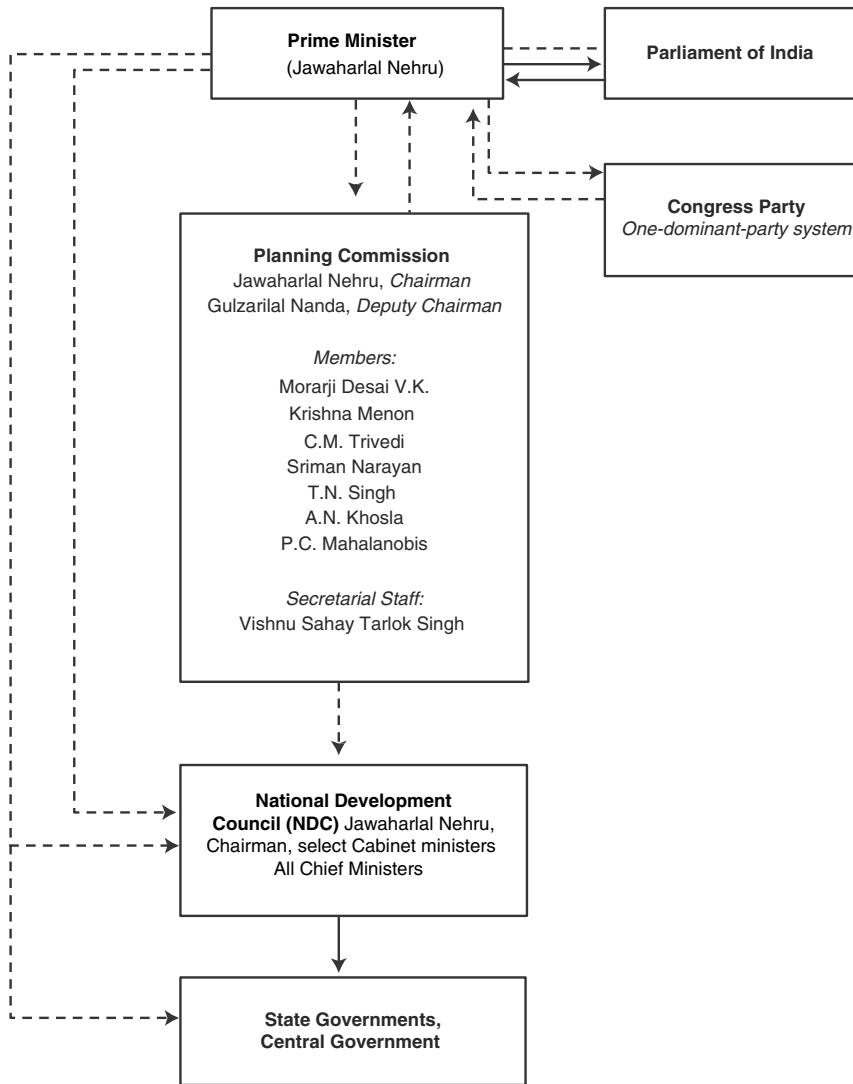 Prime Minister
(Jawaharlal Nehru)
Parliament of India
Congress Party
One-dominant-party system
Planning Commission
Jawaharlal Nehru, Chairman
Gulzarilal Nanda, Deputy Chairman
Members:
Morarji Desai V.K.
Krishna Menon
C.M. Trivedi
Sriman Narayan
T.N. Singh
A.N. Khosla
P.C. Mahalanobis
Secretarial Staff:
Vishnu Sahay Tarlok Singh
National Development
Council (NDC) Jawaharlal Nehru,
Chairman, select Cabinet ministers
All Chief Ministers
State Governments,
Central Government